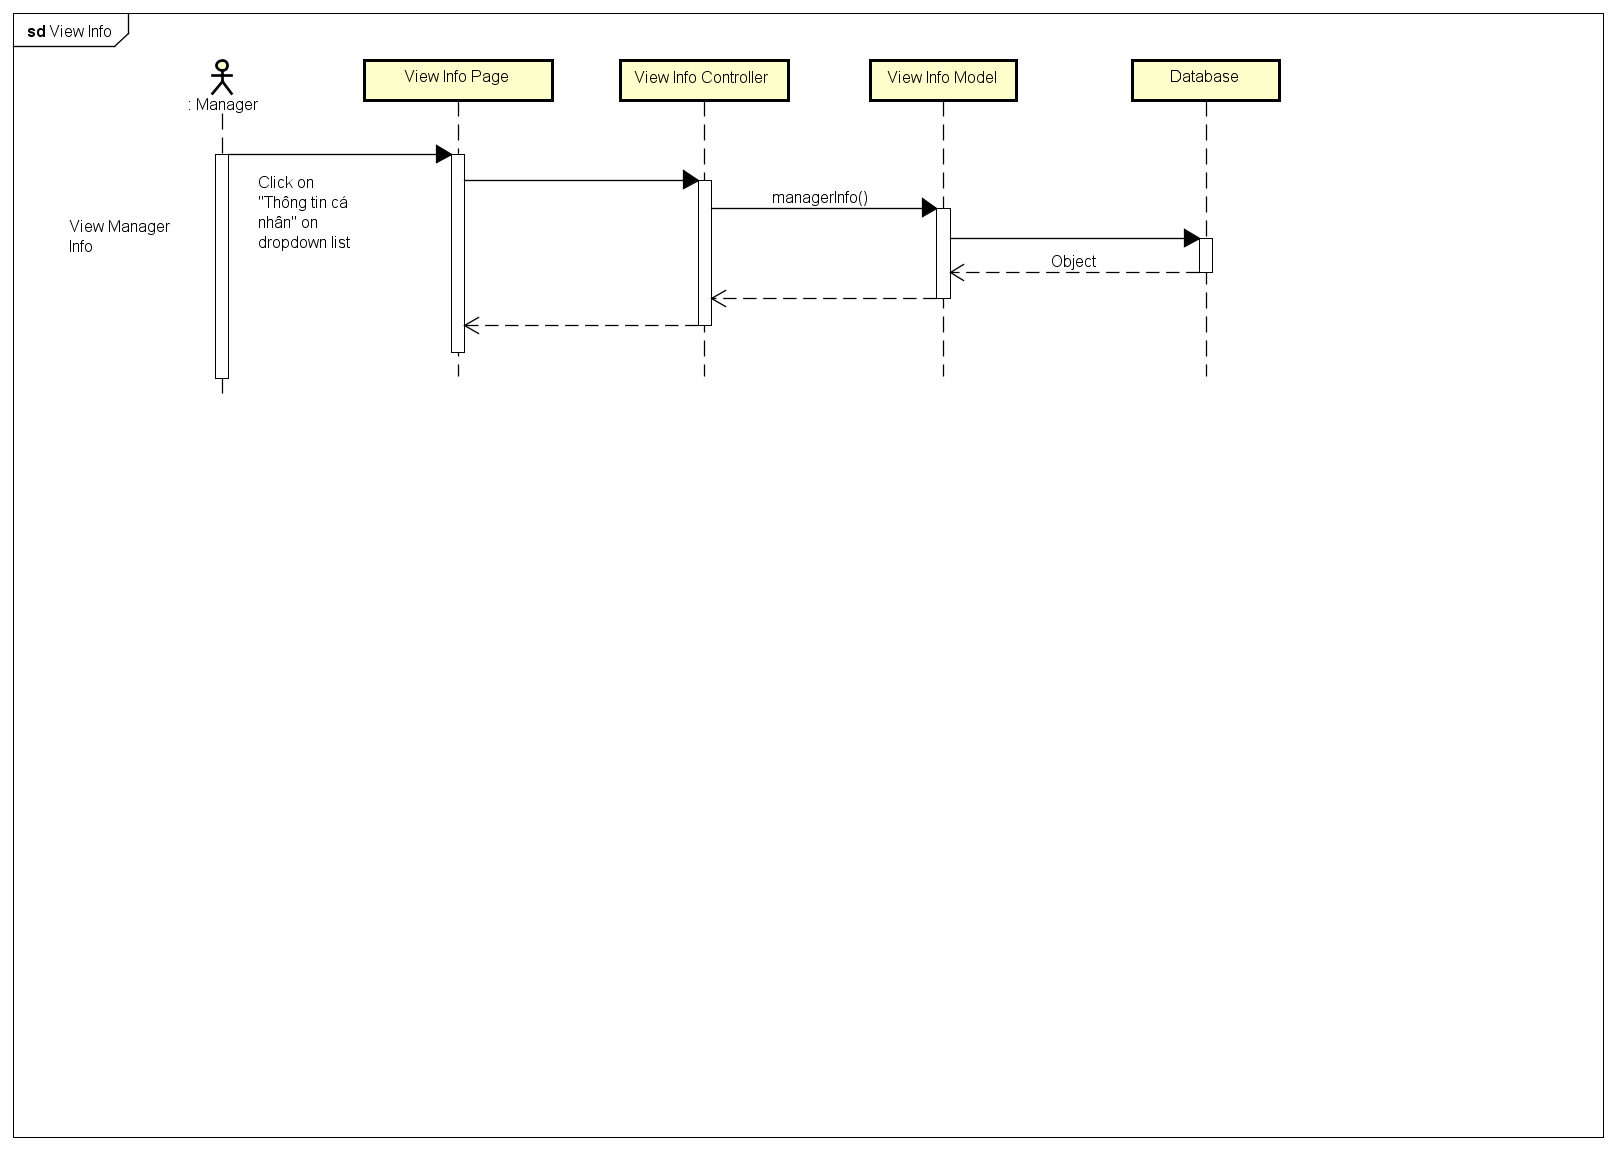 sd View Info
: Manager
View Info Page
View Info Controller
View Info Model
Database
Click on
"Thông tin cá
nhân" on
dropdown list
managerInfo()
View Manager
Info
Object